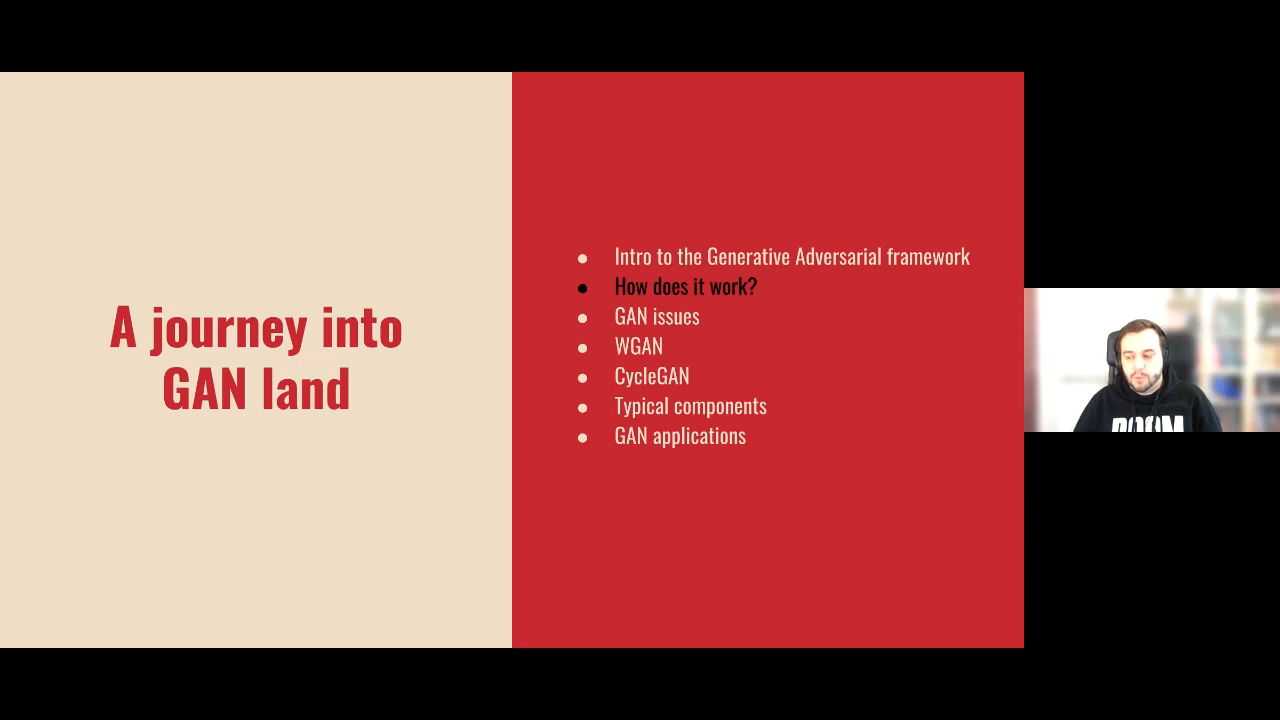 A journey into
GAN land
Intro to the Generative Adversarial framework
How does it work?
GAN issues
WGAN
CycleGAN
Typical components
GAN applications